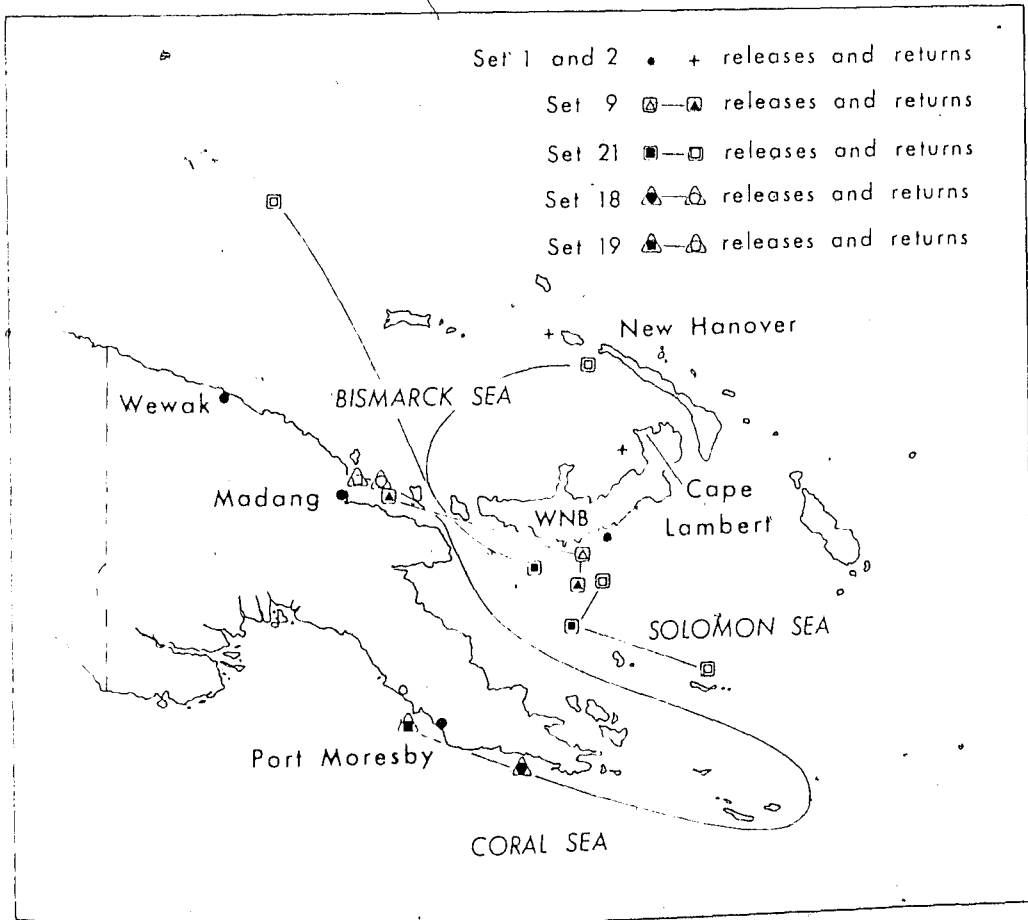 Set 1 and 2 • + releases and returns
Set 9 releases and returns
Set 21 releases and returns
Set 18 releases and returns
Set 19 releases and returns
New Hanover
BISMARCK SEA
Wewak
Madang
Cape
Lambert
WNB
SOLOMON SEA
Port Moresby
CORAL SEA